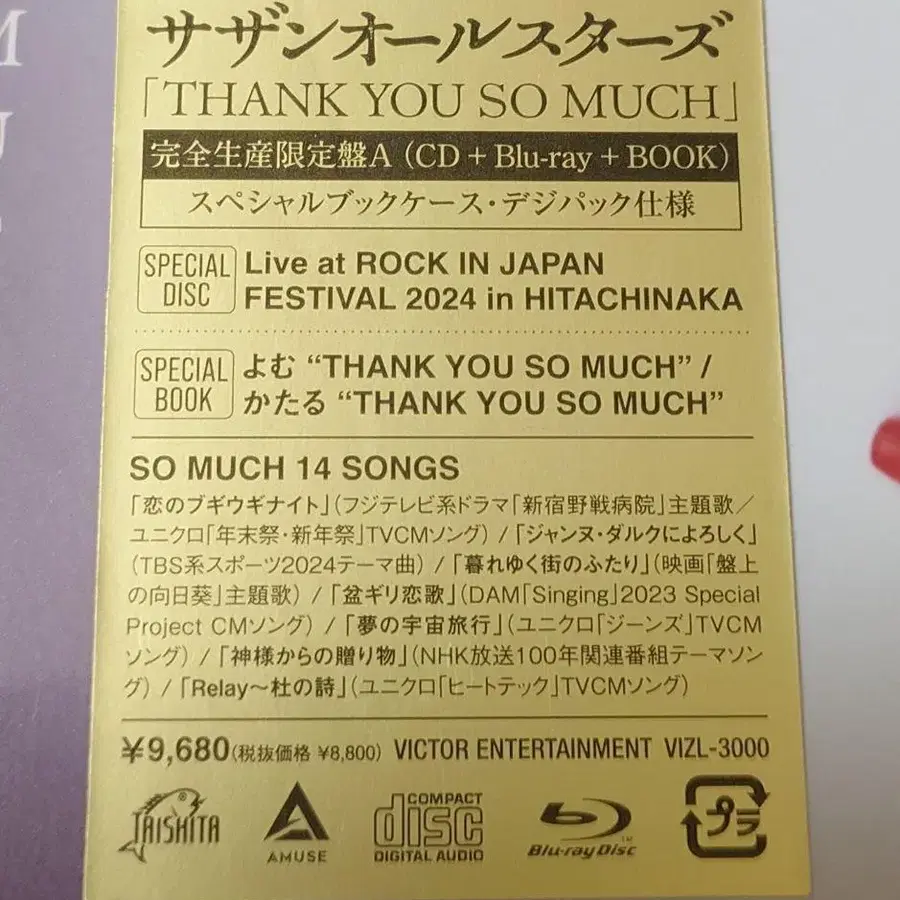 サザンオールスターズ
「THANK YOU SO MUCH」
完全生産限定盤A（CD + Blu-ray + BOOK）
スペシャルブックケース・デジパック仕様
SPECIAL DISC
Live at ROCK IN JAPAN
FESTIVAL 2024 in HITACHINAKA
SPECIAL BOOK
よむ “THANK YOU SO MUCH” /
かたる “THANK YOU SO MUCH”
SO MUCH 14 SONGS
「恋のブギウギナイト」（フジテレビ系ドラマ「新宿野戦病院」主題歌／
ユニクロ「年末祭・新年祭」TVCMソング） / 「ジャンヌ・ダルクによろしく」
（TBS系スポーツ2024テーマ曲） / 「暮れゆく街のふたり」（映画「盤上
の向日葵」主題歌） / 「盆ギリ恋歌」（DAM「Singing」2023 Special
Project CMソング） / 「夢の宇宙旅行」（ユニクロ「ジーンズ」TVCM
ソング） / 「神様からの贈り物」（NHK放送100年関連番組テーマソン
グ） / 「Relay〜杜の詩」（ユニクロ「ヒートテック」TVCMソング）
¥9,680（税抜価格 ¥8,800） VICTOR ENTERTAINMENT VIZL-3000
TAISHITA
AMUSE
COMPACT
disc
DIGITAL AUDIO
Blu-ray Disc
プラ